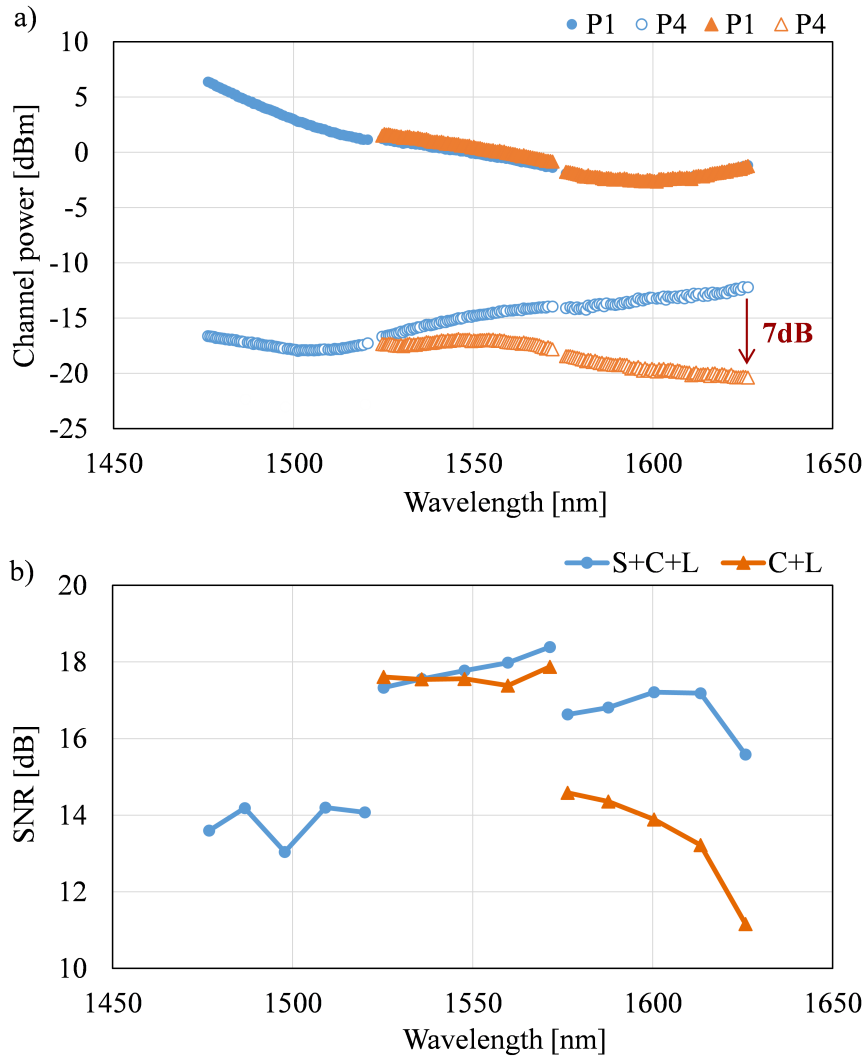 a)
P1 P4 P1 P4
10
5
0
-5
-10
-15
-20
-25
Channel power [dBm]
7dB
1450 1500 1550 1600 1650
Wavelength [nm]
b)
S+C+L C+L
20
18
16
14
12
10
SNR [dB]
1450 1500 1550 1600 1650
Wavelength [nm]